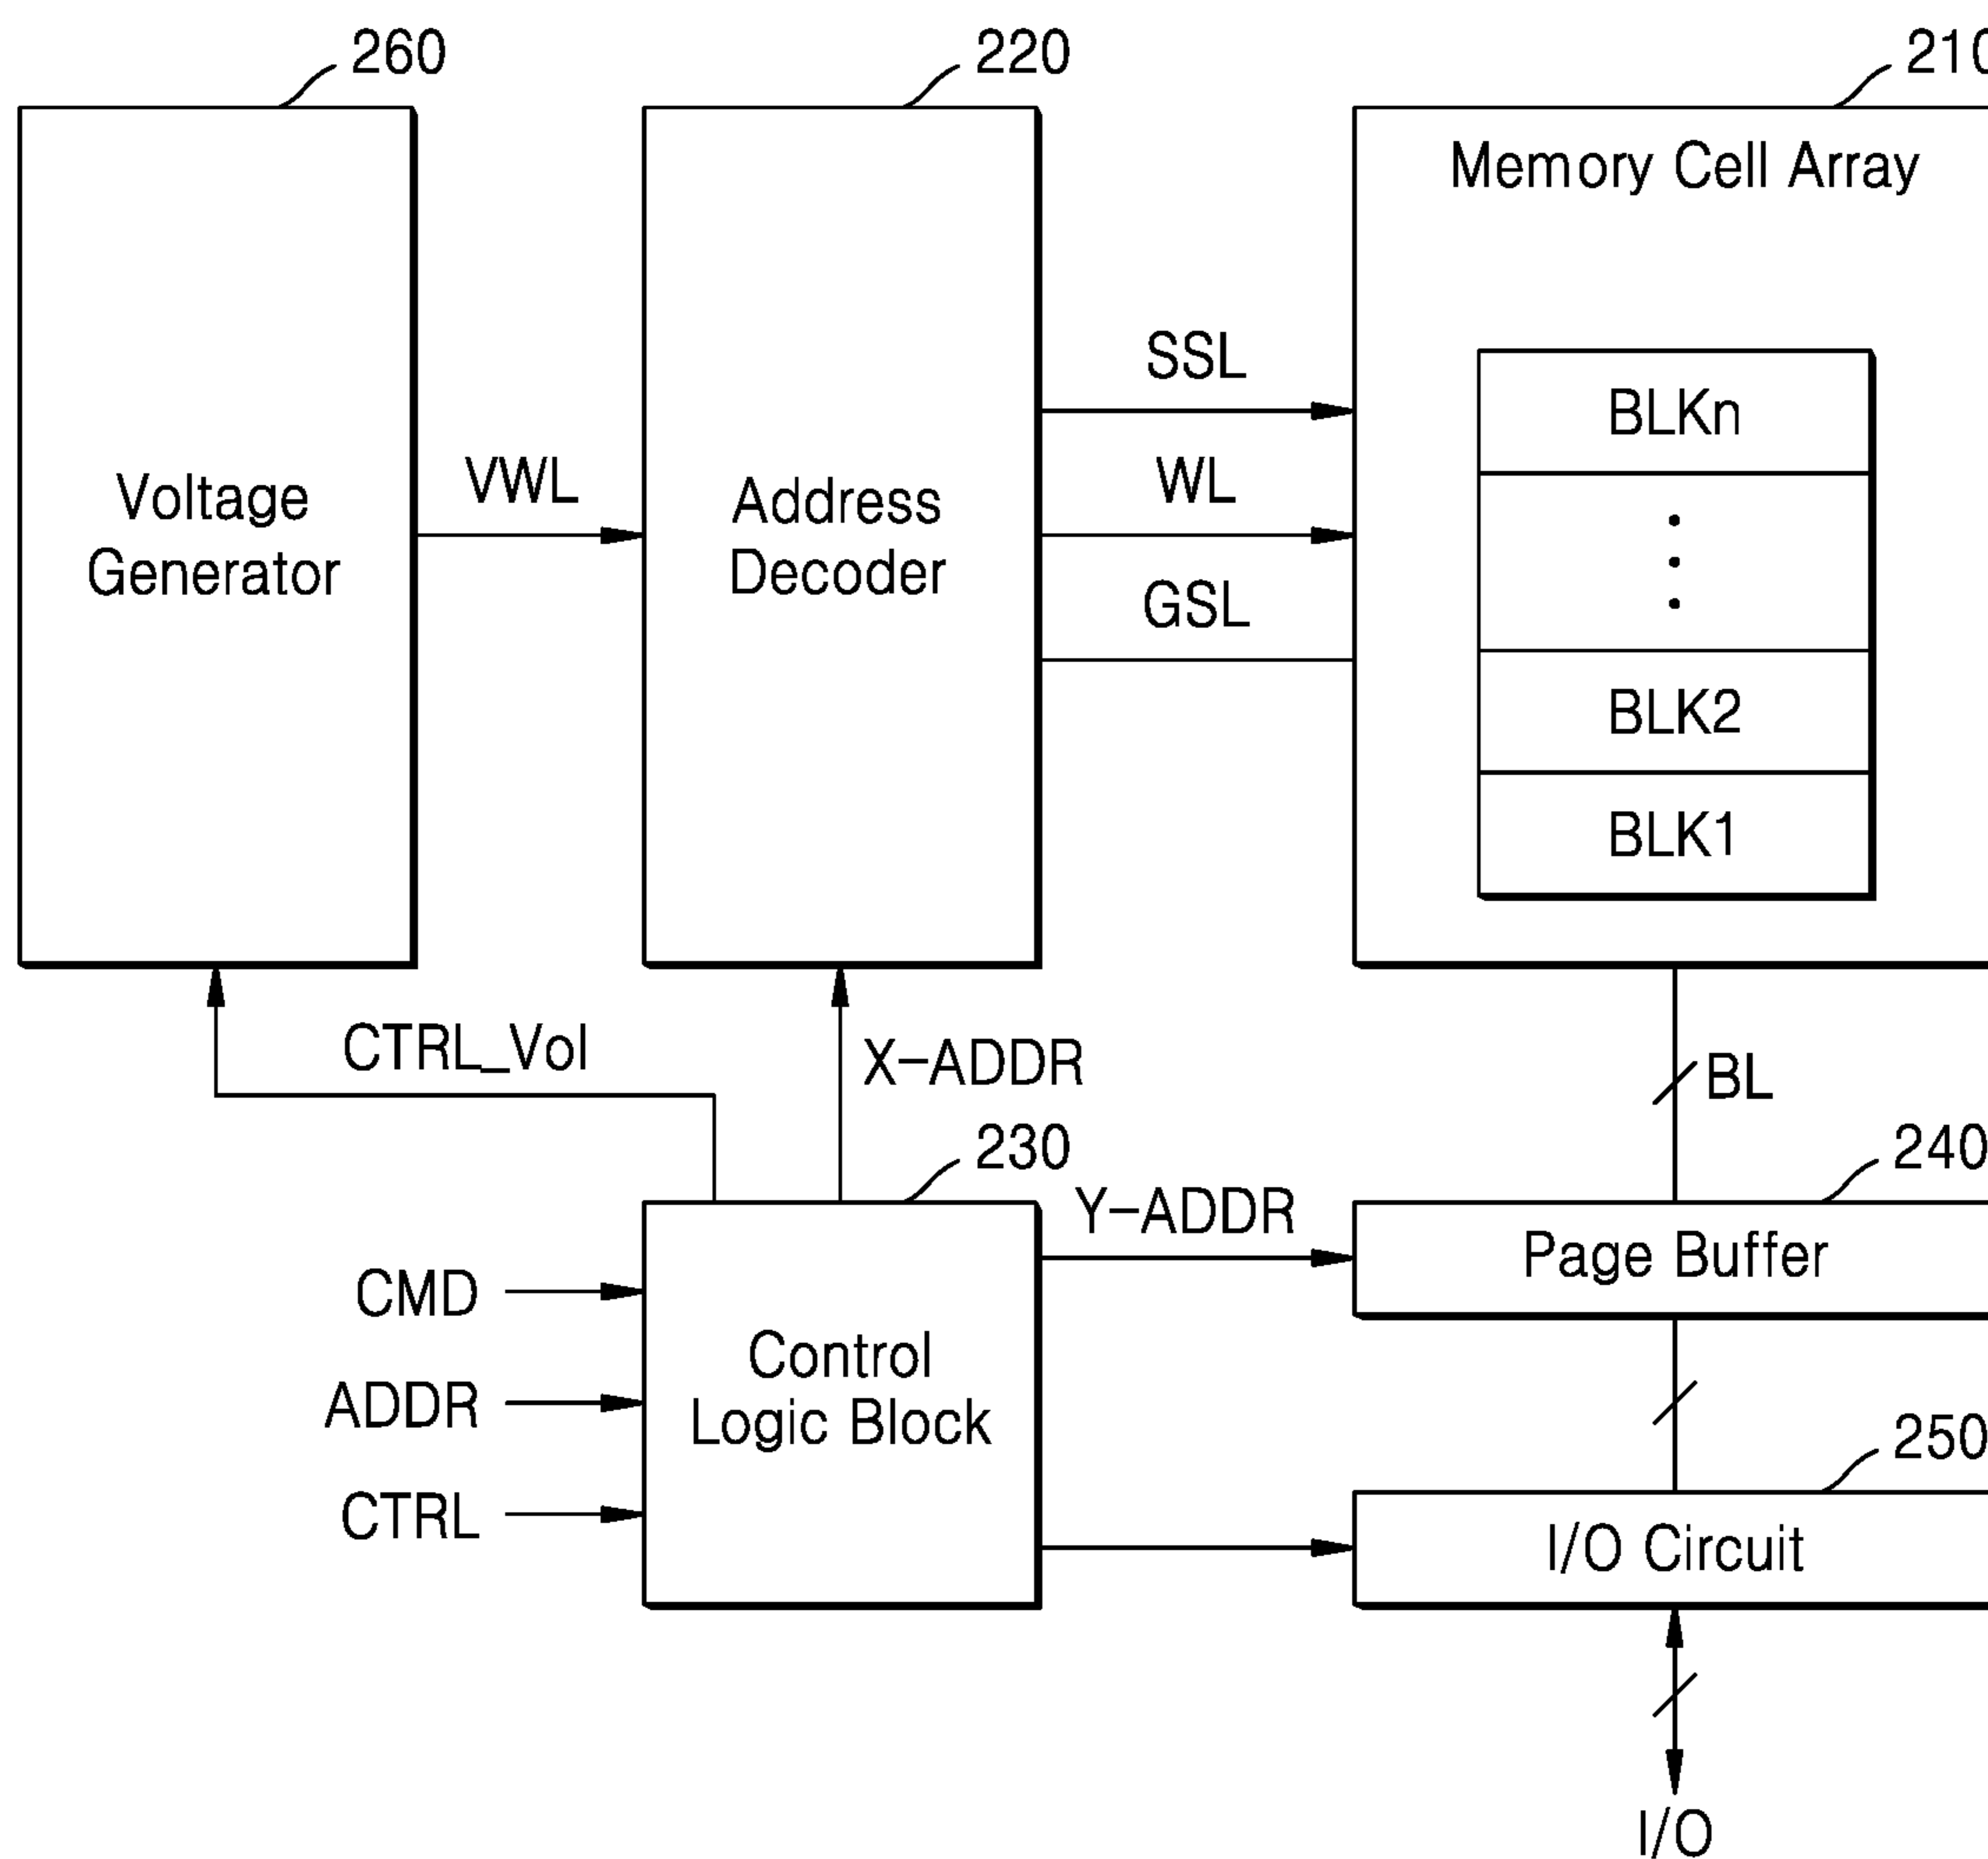 260
220
210
Memory Cell Array
SSL
BLKn
VWL
WL
Voltage
Generator
Address
Decoder
GSL
BLK2
BLK1
CTRL_Vol
X-ADDR
BL
230
240
Y-ADDR
Page Buffer
CMD
Control
Logic Block
ADDR
250
CTRL
I/O Circuit
I/O